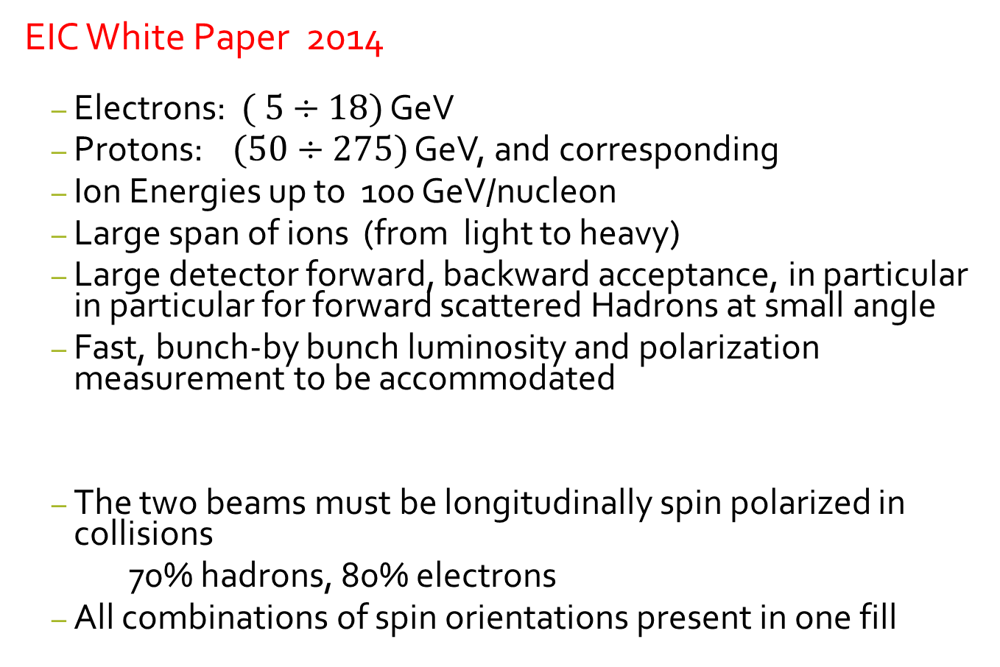 EIC White Paper 2014
– Electrons: ( 5 ÷ 18) GeV
– Protons: (50 ÷ 275) GeV, and corresponding
– Ion Energies up to 100 GeV/nucleon
– Large span of ions (from light to heavy)
– Large detector forward, backward acceptance, in particular
in particular for forward scattered Hadrons at small angle
– Fast, bunch-by bunch luminosity and polarization
measurement to be accommodated
– The two beams must be longitudinally spin polarized in
collisions
70% hadrons, 80% electrons
– All combinations of spin orientations present in one fill